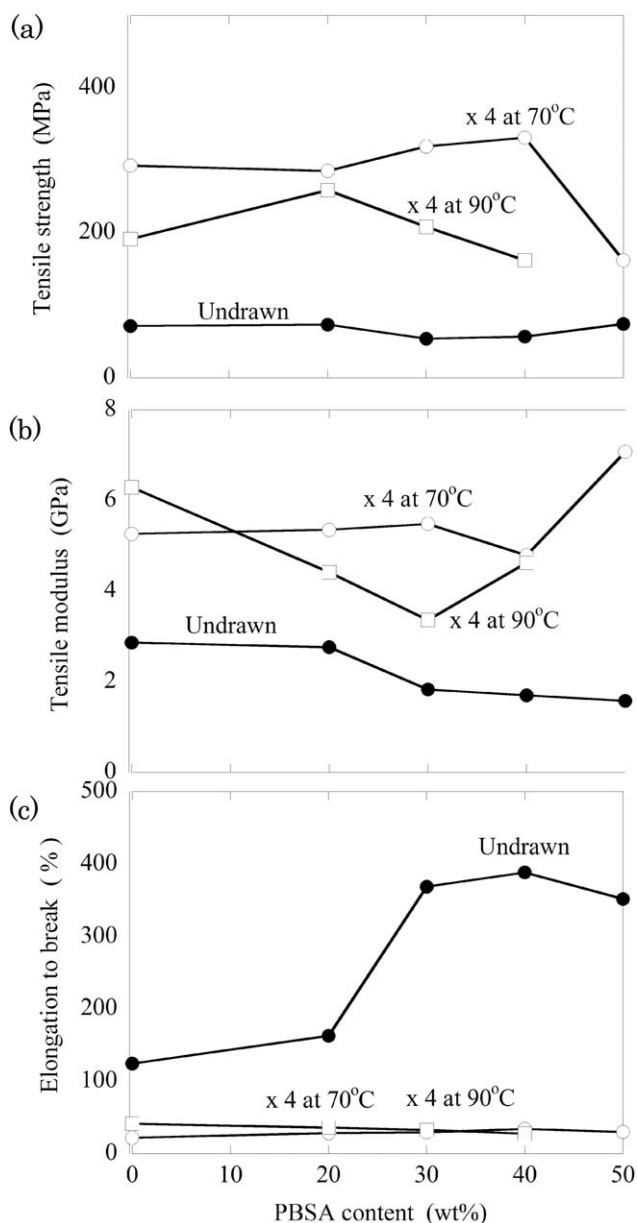 (a)
400
200
0
Tensile strength (MPa)
x 4 at 70°C
x 4 at 90°C
Undrawn
(b)
8
6
4
2
0
Tensile modulus (GPa)
x 4 at 70°C
Undrawn
x 4 at 90°C
(c)
500
400
300
200
100
0
Elongation to break (%)
Undrawn
x 4 at 70°C x 4 at 90°C
0 10 20 30 40 50
PBSA content (wt%)